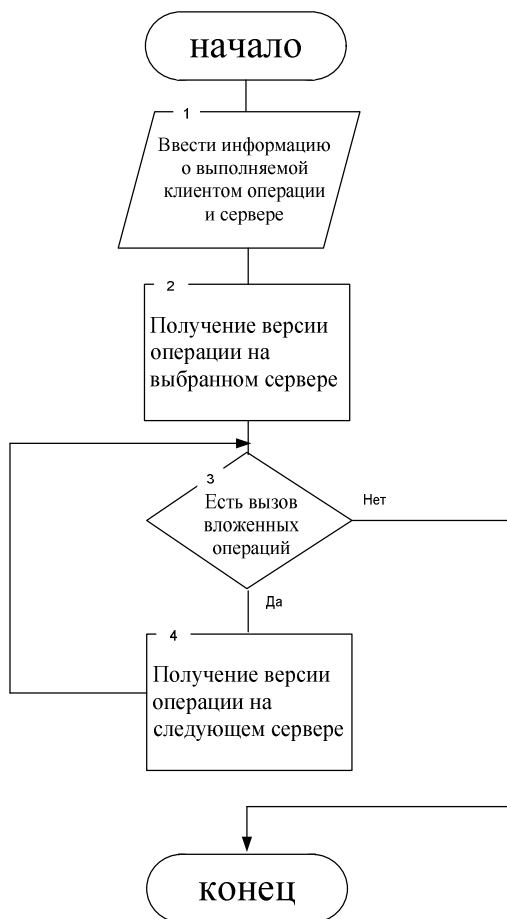 начало
1
Ввести информацию
о выполняемой
клиентом операции
и сервере
2
Получение версии
операции на
выбранном сервере
3
Есть вызов
вложенных
операций
Нет
Да
4
Получение версии
операции на
следующем сервере
конец